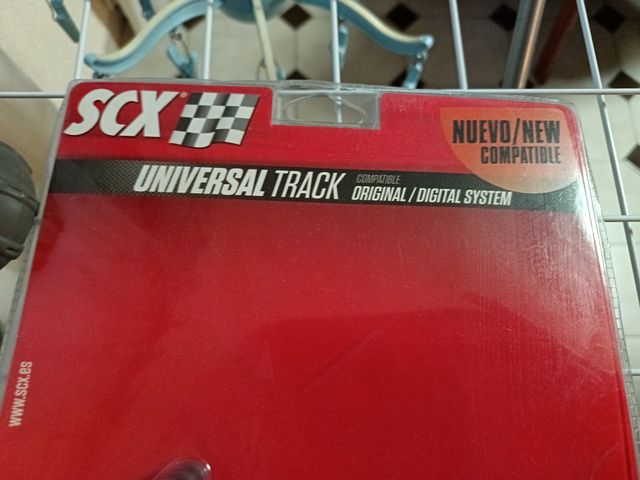 SCX®
NUEVO/NEW
COMPATIBLE
UNIVERSAL TRACK
COMPATIBLE
ORIGINAL / DIGITAL SYSTEM
www.scx.es